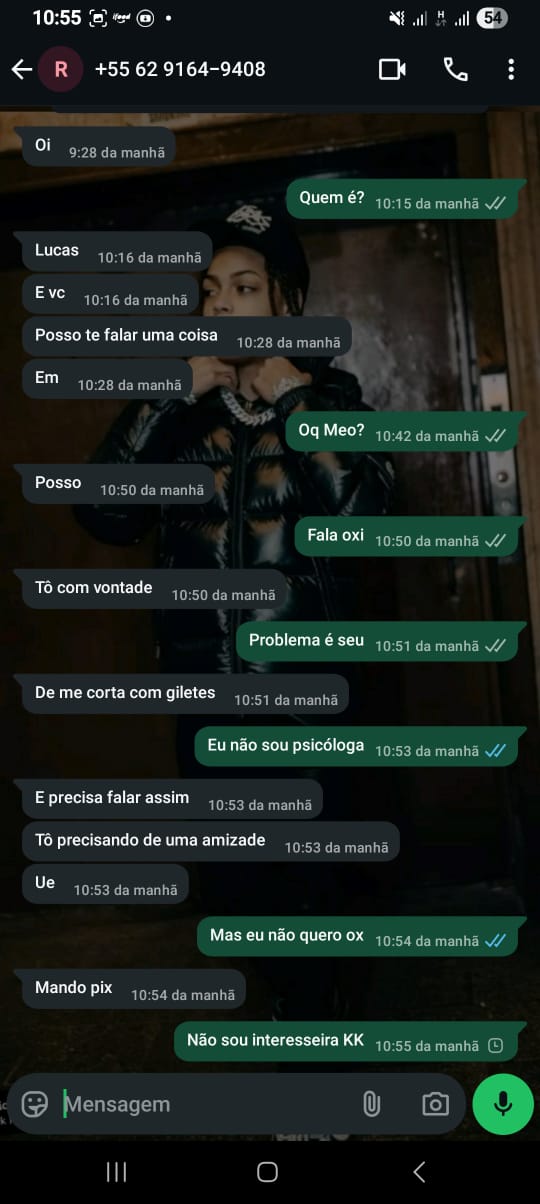 10:55 ifood 54
R +55 62 9164-9408
Oi 9:28 da manhã
Quem é? 10:15 da manhã
Lucas 10:16 da manhã
E vc 10:16 da manhã
Posso te falar uma coisa 10:28 da manhã
Em 10:28 da manhã
Oq Meo? 10:42 da manhã
Posso 10:50 da manhã
Fala oxi 10:50 da manhã
Tô com vontade 10:50 da manhã
Problema é seu 10:51 da manhã
De me corta com giletes 10:51 da manhã
Eu não sou psicóloga 10:53 da manhã
E precisa falar assim 10:53 da manhã
Tô precisando de uma amizade 10:53 da manhã
Ue 10:53 da manhã
Mas eu não quero ox 10:54 da manhã
Mando pix 10:54 da manhã
Não sou interesseira KK 10:55 da manhã
Mensagem